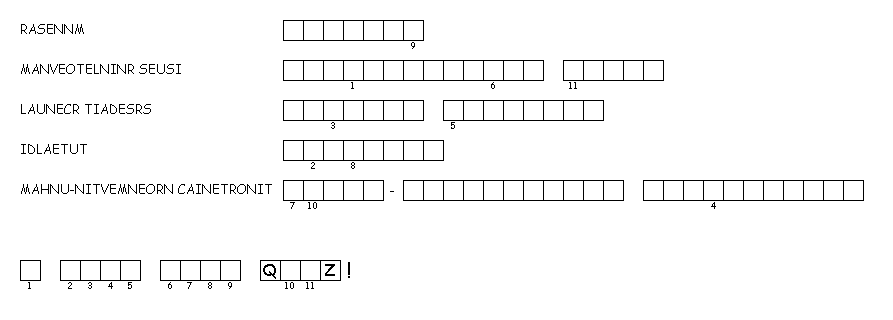 RASENNM
9
MANVEOTELNINR SEUSI
1 6 11
LAUNECR TIADESRS
3 5
IDLAETUT
2 8
MAHNU-NITVEMNEORN CAINETRONIT -
7 10 4
Q Z !
1 2 3 4 5 6 7 8 9 10 11